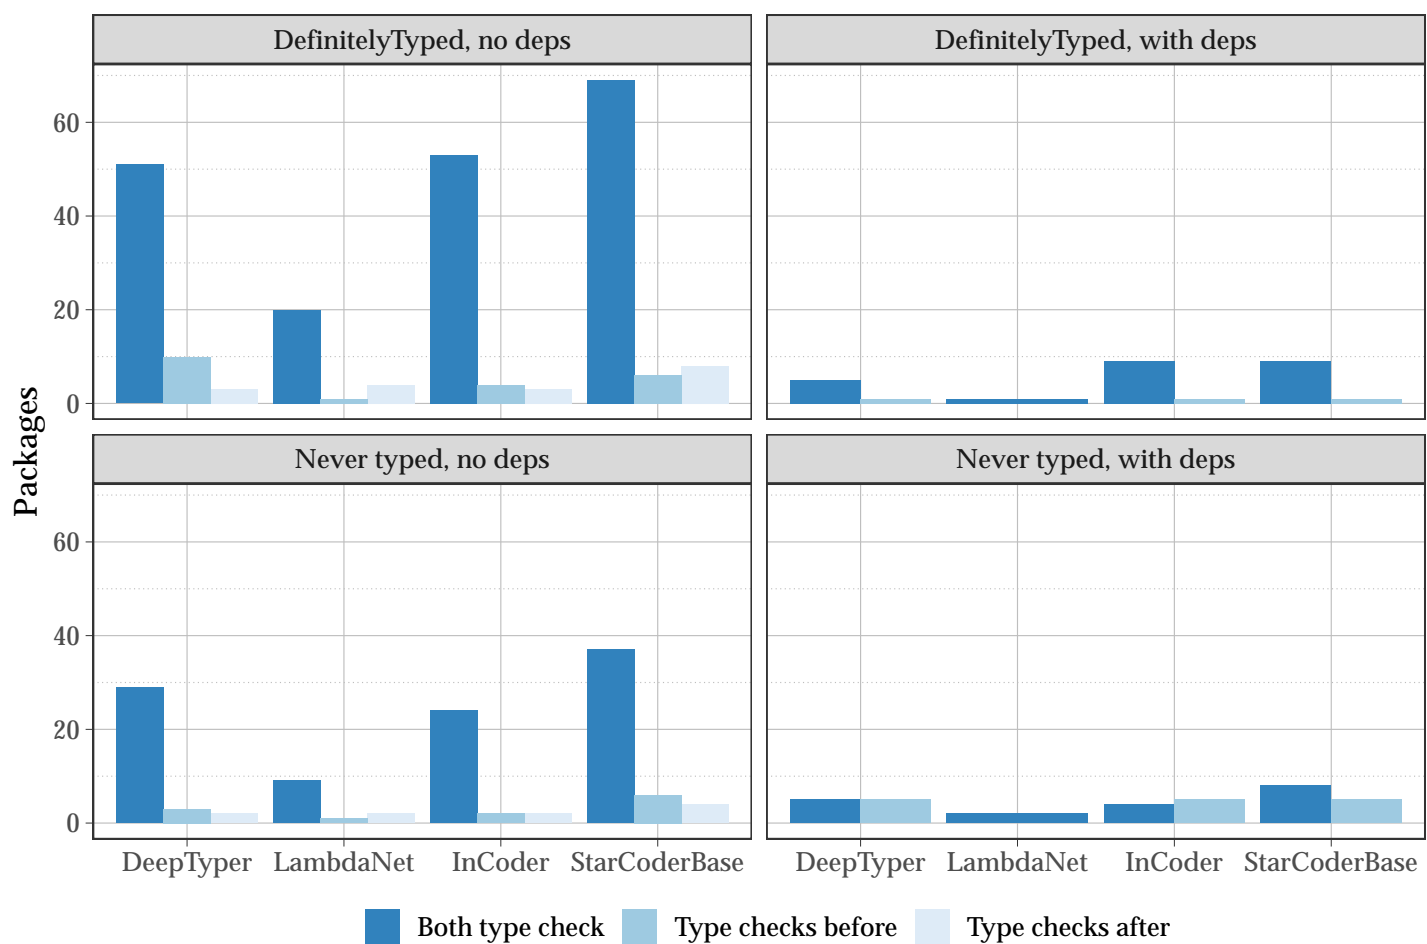 DefinitelyTyped, no deps
DefinitelyTyped, with deps
60
40
20
0
Packages
Never typed, no deps
Never typed, with deps
60
40
20
0
DeepTyper LambdaNet InCoder StarCoderBase
DeepTyper LambdaNet InCoder StarCoderBase
Both type check Type checks before Type checks after